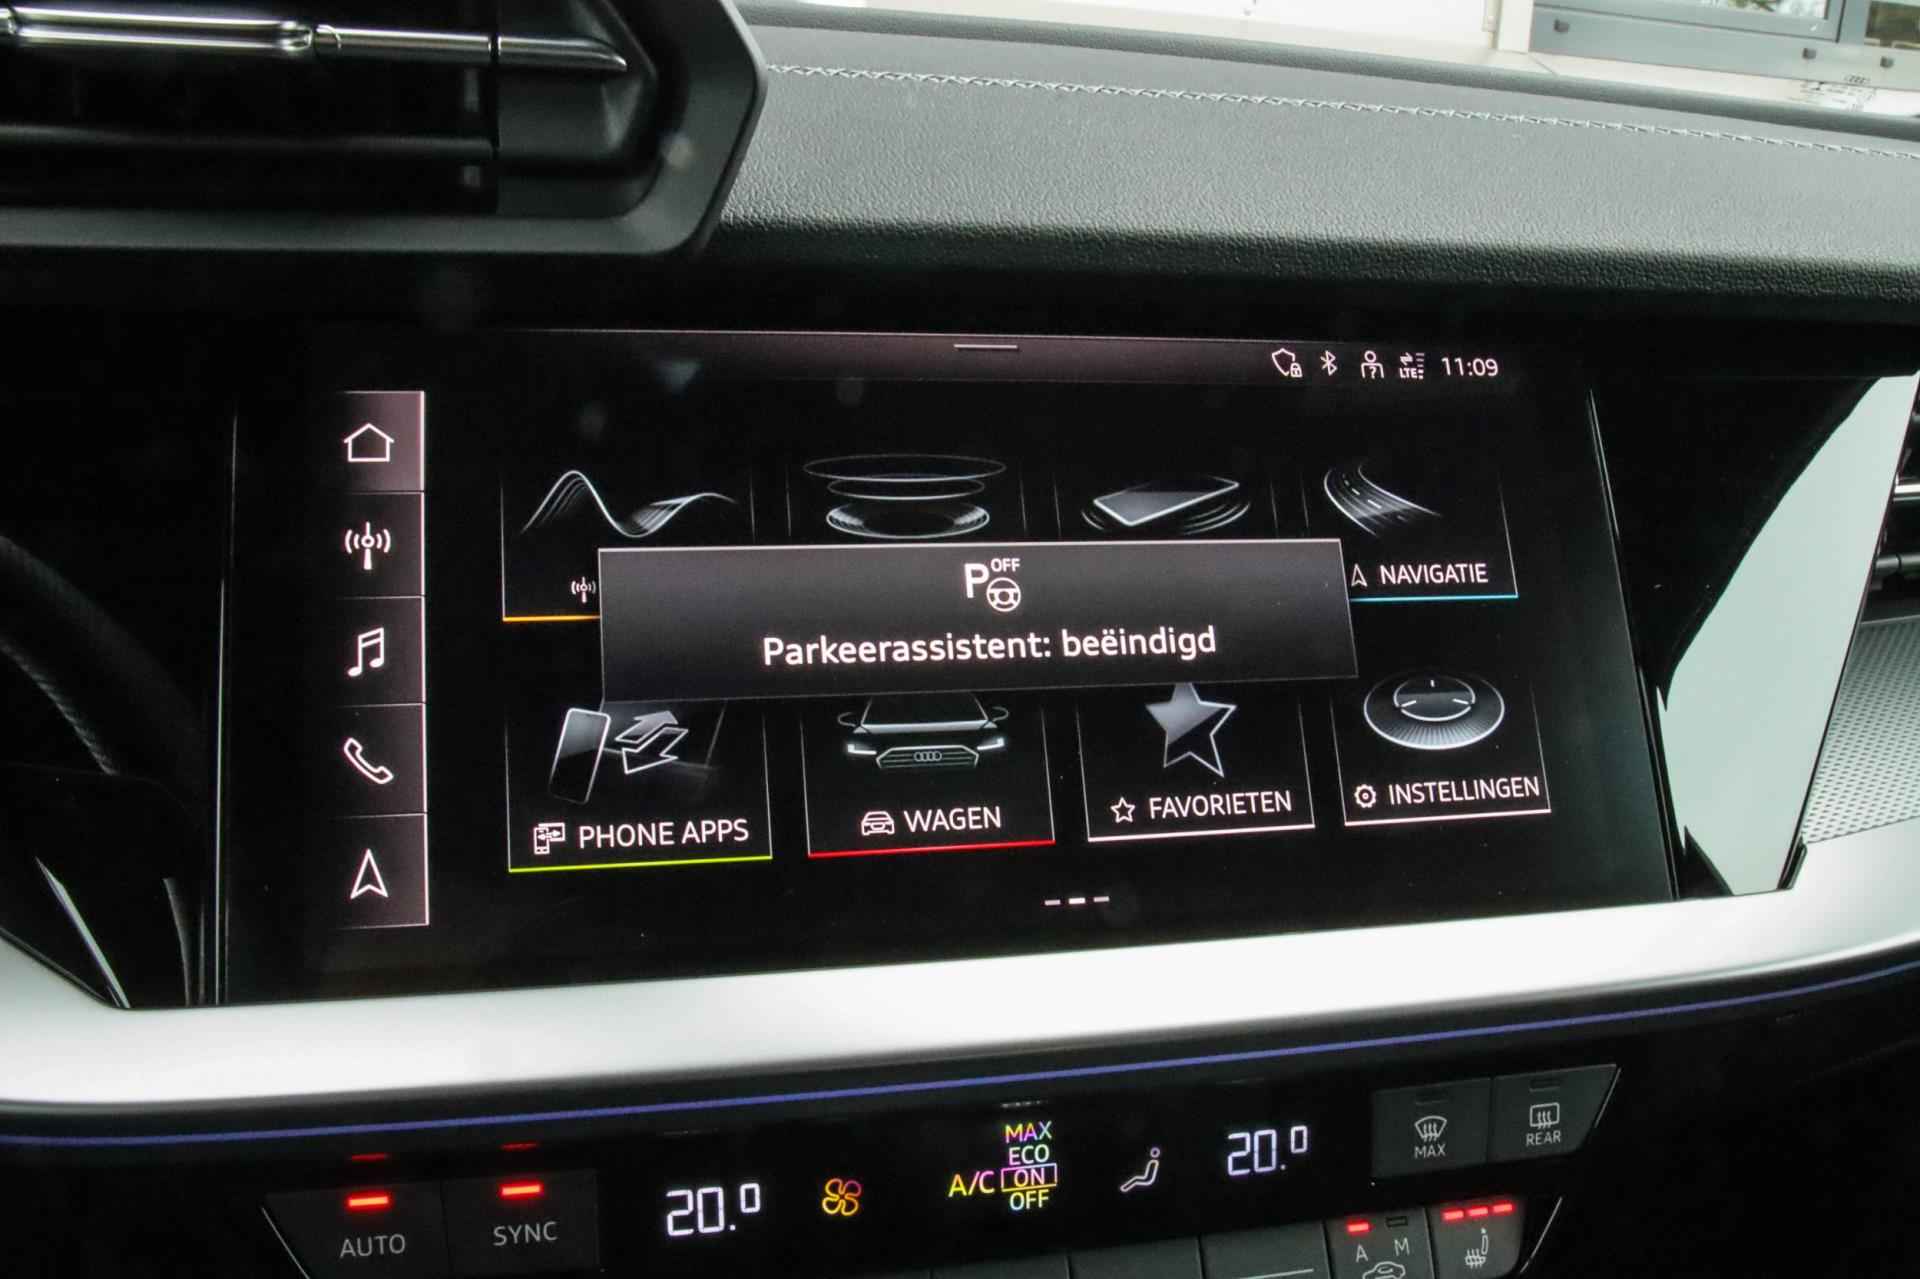 LTE 11:09
NAVIGATIE
P OFF
Parkeerassistent: beëindigd
PHONE APPS
WAGEN
FAVORIETEN
INSTELLINGEN
AUTO
SYNC
20.0
MAX
ECO
A/C ON
OFF
20.0
MAX
REAR
A M